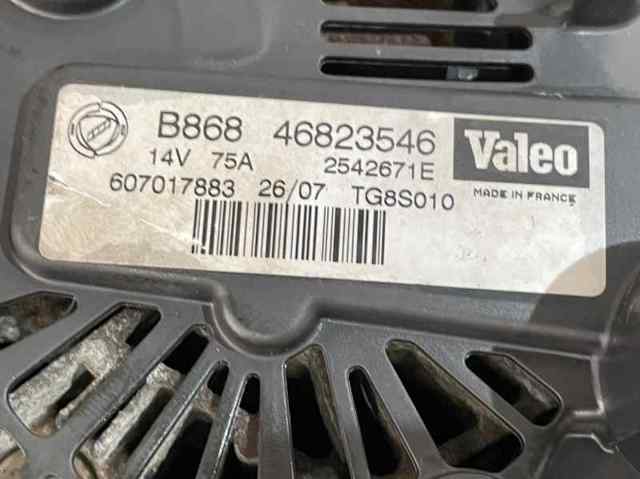 B868 46823546 Valeo
14V 75A 2542671E MADE IN FRANCE
607017883 26/07 TG8S010